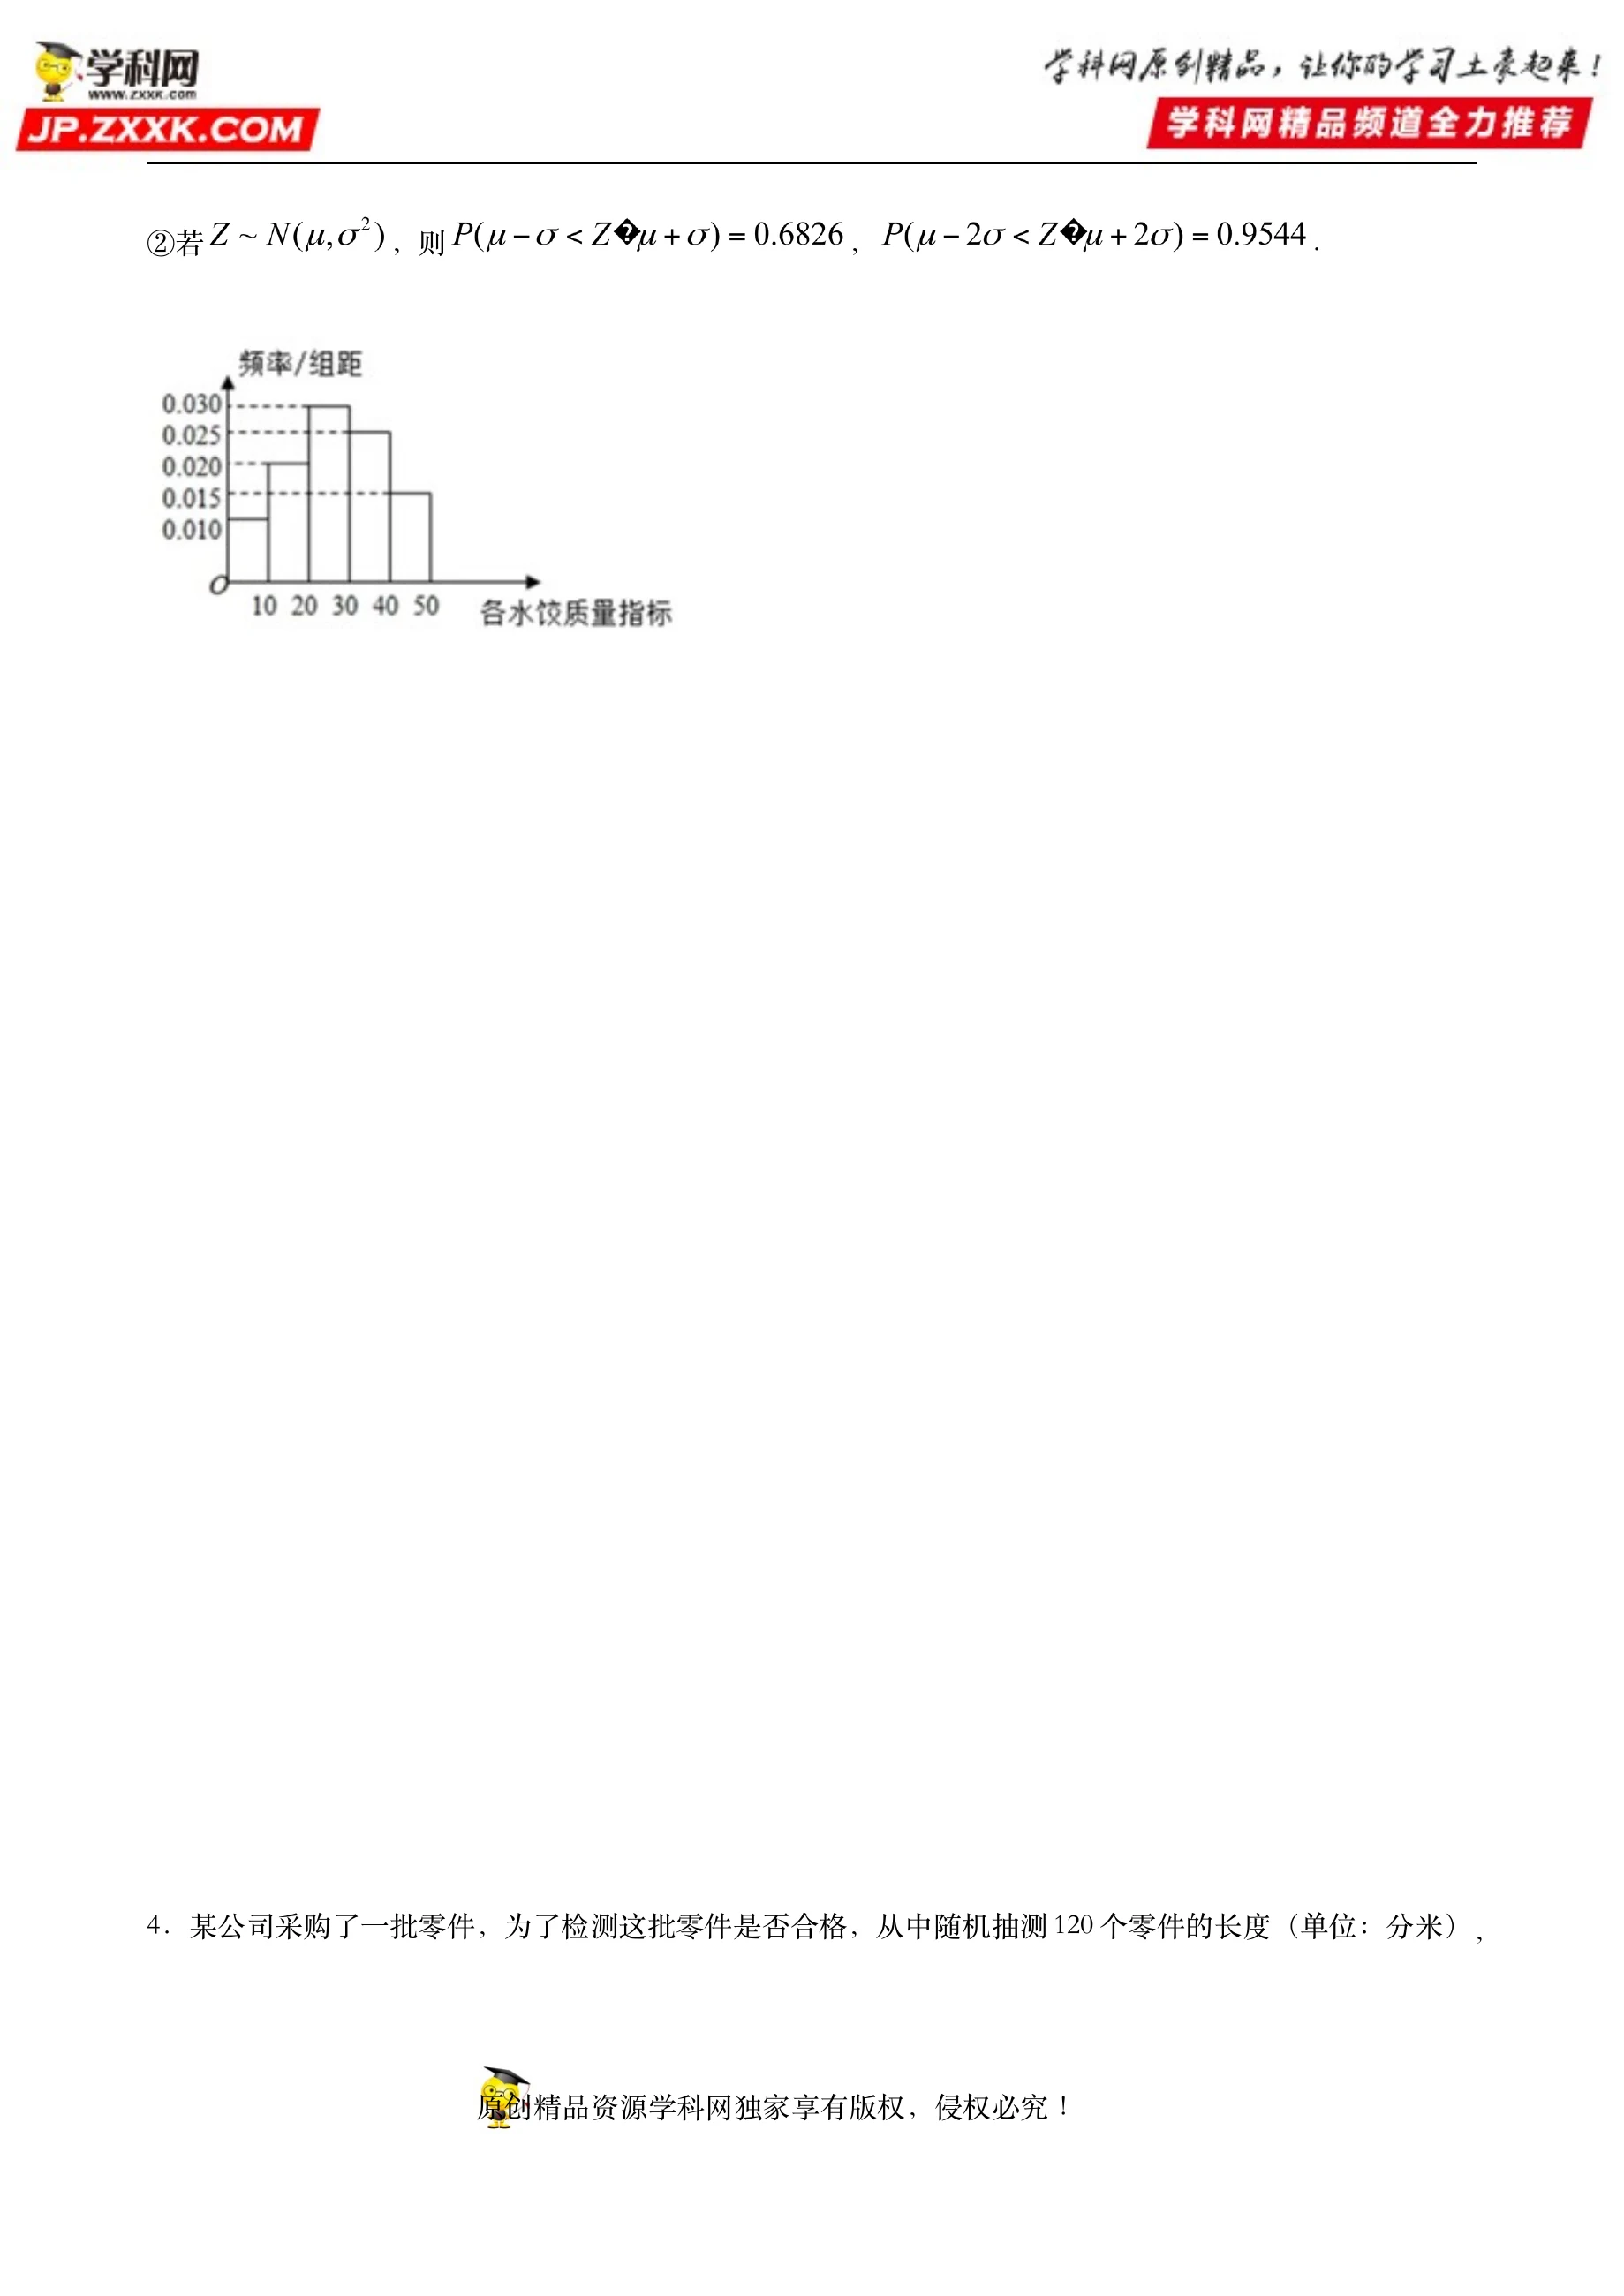 学科网
www.zxxk.com
JP.ZXXK.COM
学科网原创精品，让你的学习土豪起来！
学科网精品频道全力推荐
②若 Z ~ N(μ,σ²)，则 P(μ−σ < Z�μ+σ) = 0.6826，P(μ−2σ < Z�μ+2σ) = 0.9544．
频率/组距
0.030
0.025
0.020
0.015
0.010
O
10 20 30 40 50
各水饺质量指标
4．某公司采购了一批零件，为了检测这批零件是否合格，从中随机抽测 120 个零件的长度（单位：分米），
原创精品资源学科网独家享有版权，侵权必究！